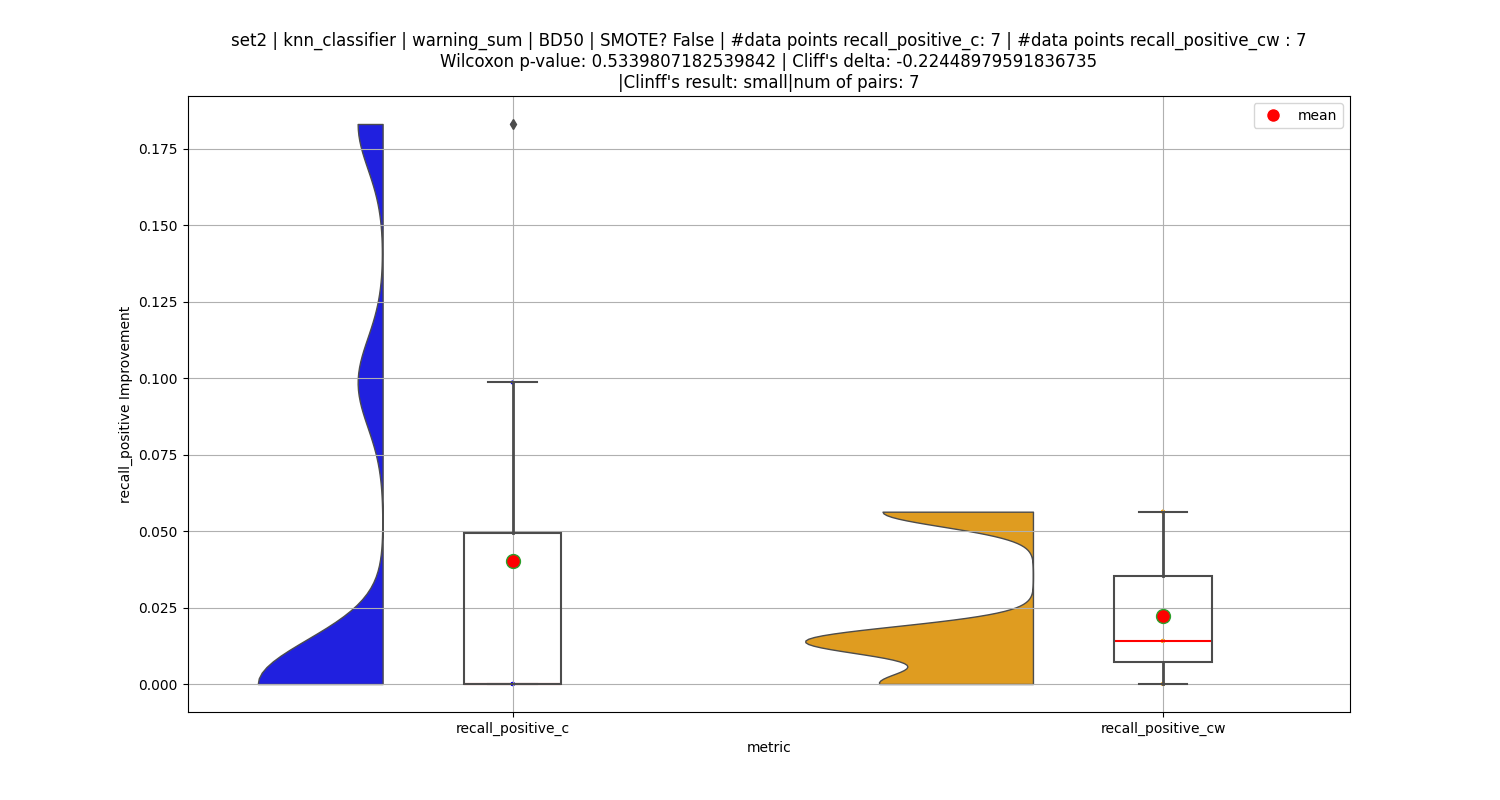 set2 | knn_classifier | warning_sum | BD50 | SMOTE? False | #data points recall_positive_c: 7 | #data points recall_positive_cw : 7
Wilcoxon p-value: 0.5339807182539842 | Cliff's delta: -0.22448979591836735
|Clinff's result: small|num of pairs: 7
mean
0.175
0.150
0.125
0.100
0.075
0.050
0.025
0.000
recall_positive Improvement
recall_positive_c
recall_positive_cw
metric